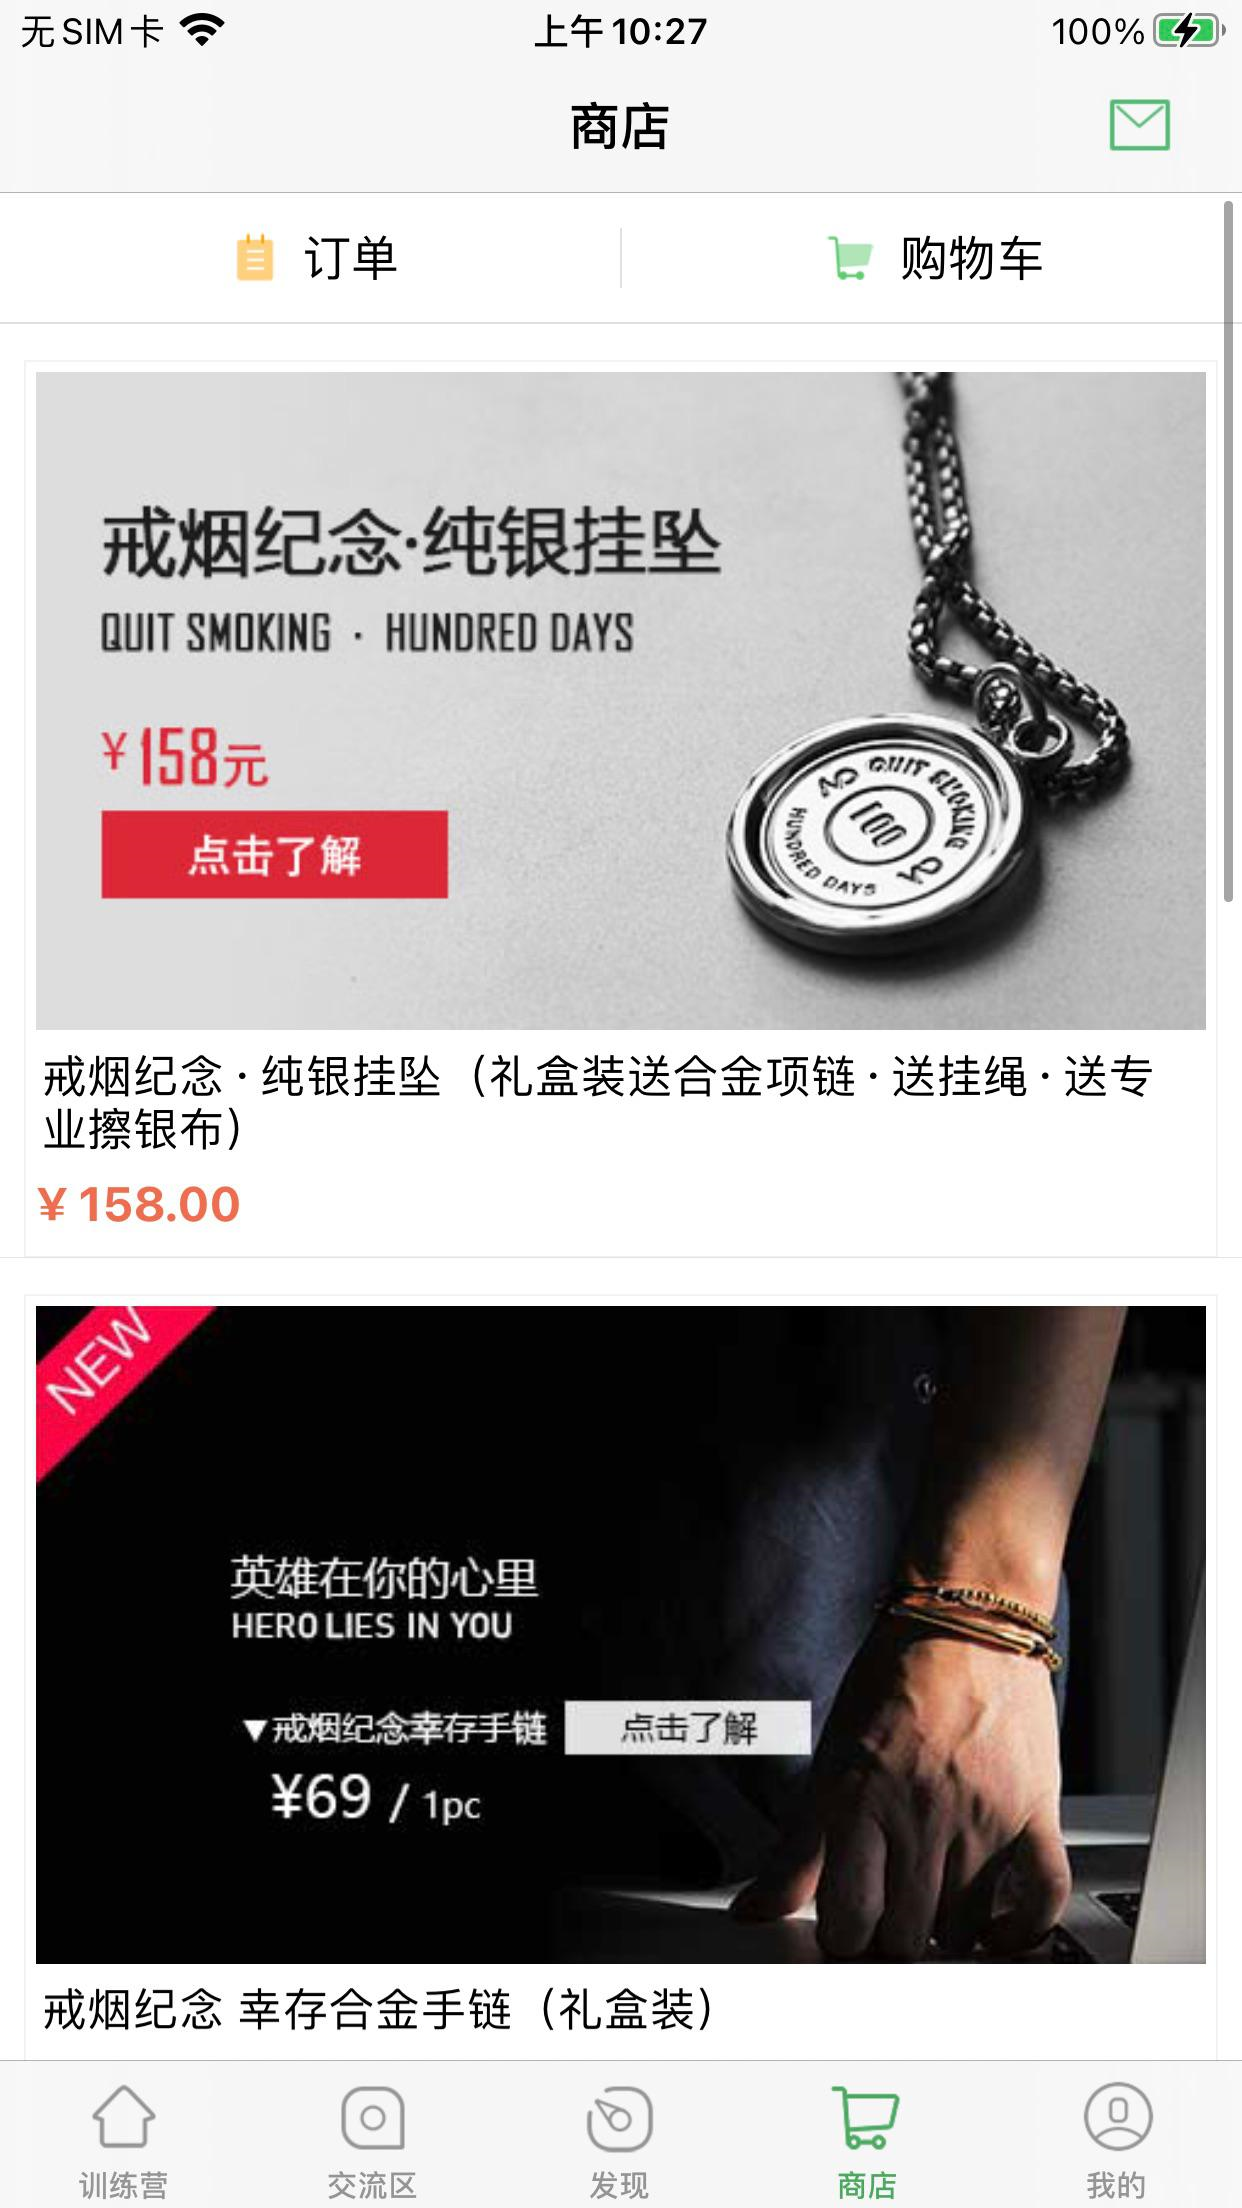 无SIM卡
上午10:27
100%
商店
订单
购物车
戒烟纪念·纯银挂坠
QUIT SMOKING · HUNDRED DAYS
¥158元
点击了解
QUIT SMOKING
100
HUNDRED DAYS
戒烟纪念·纯银挂坠（礼盒装送合金项链·送挂绳·送专
业擦银布）
¥ 158.00
NEW
英雄在你的心里
HERO LIES IN YOU
▼戒烟纪念幸存手链
点击了解
¥69 / 1pc
戒烟纪念 幸存合金手链（礼盒装）
训练营
交流区
发现
商店
我的